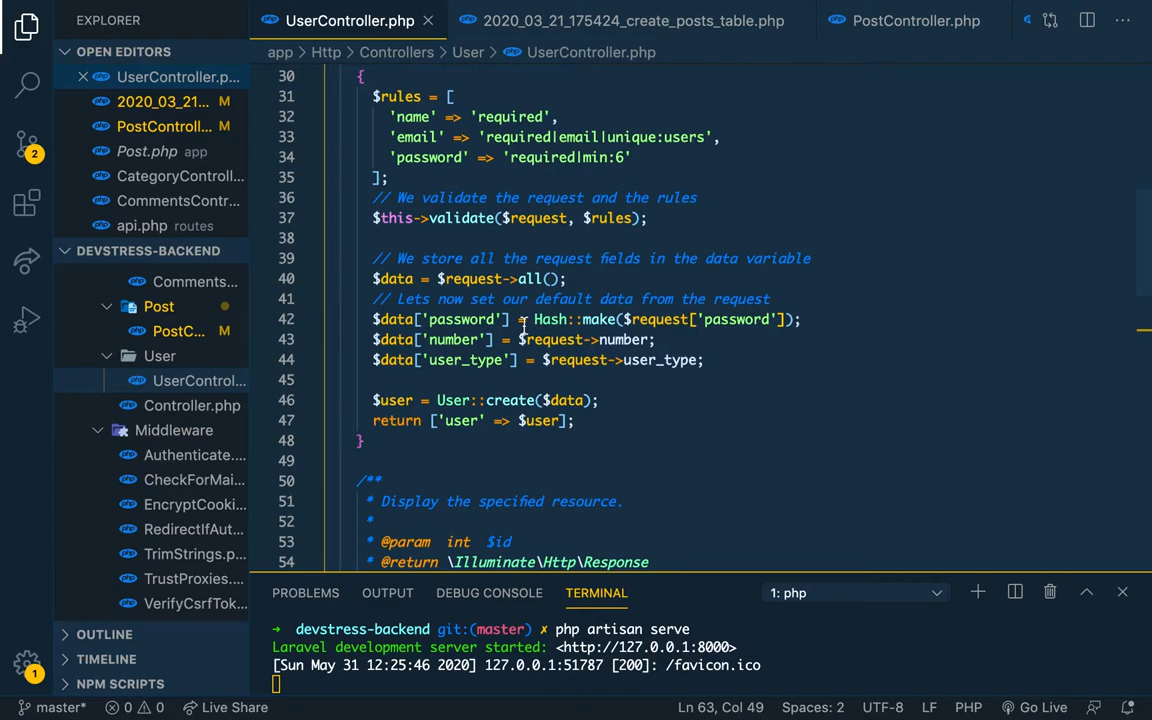 EXPLORER
UserController.php
2020_03_21_175424_create_posts_table.php
PostController.php
OPEN EDITORS
UserController.p...
2020_03_21... M
PostControll... M
Post.php app
CategoryControll...
CommentsContr...
api.php routes
DEVSTRESS-BACKEND
Comments...
Post
PostC... M
User
UserControl...
Controller.php
Middleware
Authenticate....
CheckForMai...
EncryptCooki...
RedirectIfAut...
TrimStrings.p...
TrustProxies....
VerifyCsrfTok...
OUTLINE
TIMELINE
NPM SCRIPTS
2
1
app > Http > Controllers > User > UserController.php
30 {
31 $rules = [
32 'name' => 'required',
33 'email' => 'required|email|unique:users',
34 'password' => 'required|min:6'
35 ];
36 // We validate the request and the rules
37 $this->validate($request, $rules);
38
39 // We store all the request fields in the data variable
40 $data = $request->all();
41 // Lets now set our default data from the request
42 $data['password'] = Hash::make($request['password']);
43 $data['number'] = $request->number;
44 $data['user_type'] = $request->user_type;
45
46 $user = User::create($data);
47 return ['user' => $user];
48 }
49
50 /**
51 * Display the specified resource.
52 *
53 * @param int $id
54 * @return \Illuminate\Http\Response
PROBLEMS OUTPUT DEBUG CONSOLE TERMINAL 1: php
➜ devstress-backend git:(master) ✗ php artisan serve
Laravel development server started: <http://127.0.0.1:8000>
[Sun May 31 12:25:46 2020] 127.0.0.1:51787 [200]: /favicon.ico
master* 0 0 Live Share Ln 63, Col 49 Spaces: 2 UTF-8 LF PHP Go Live